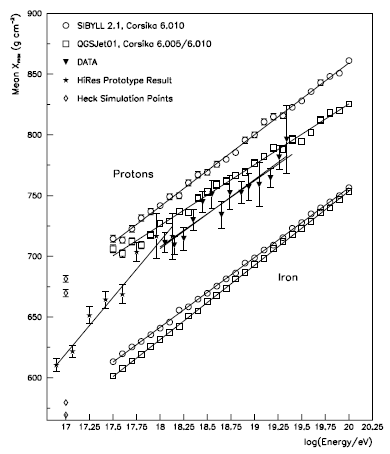 Mean Xmax (g cm⁻²)
900
850
800
750
700
650
600
SIBYLL 2.1, Corsika 6.010
QGSJet01, Corsika 6.005/6.010
DATA
HiRes Prototype Result
Heck Simulation Points
Protons
Iron
17 17.25 17.5 17.75 18 18.25 18.5 18.75 19 19.25 19.5 19.75 20 20.25
log(Energy/eV)